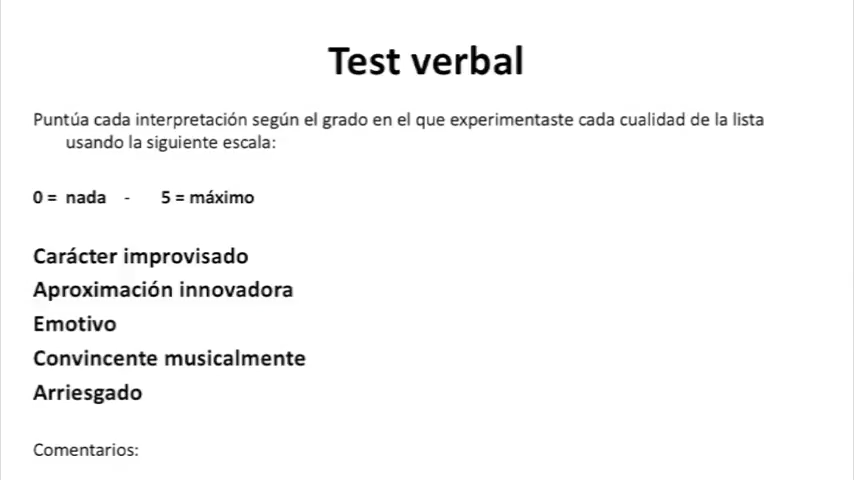 Test verbal
Puntúa cada interpretación según el grado en el que experimentaste cada cualidad de la lista
usando la siguiente escala:
0 = nada - 5 = máximo
Carácter improvisado
Aproximación innovadora
Emotivo
Convincente musicalmente
Arriesgado
Comentarios: